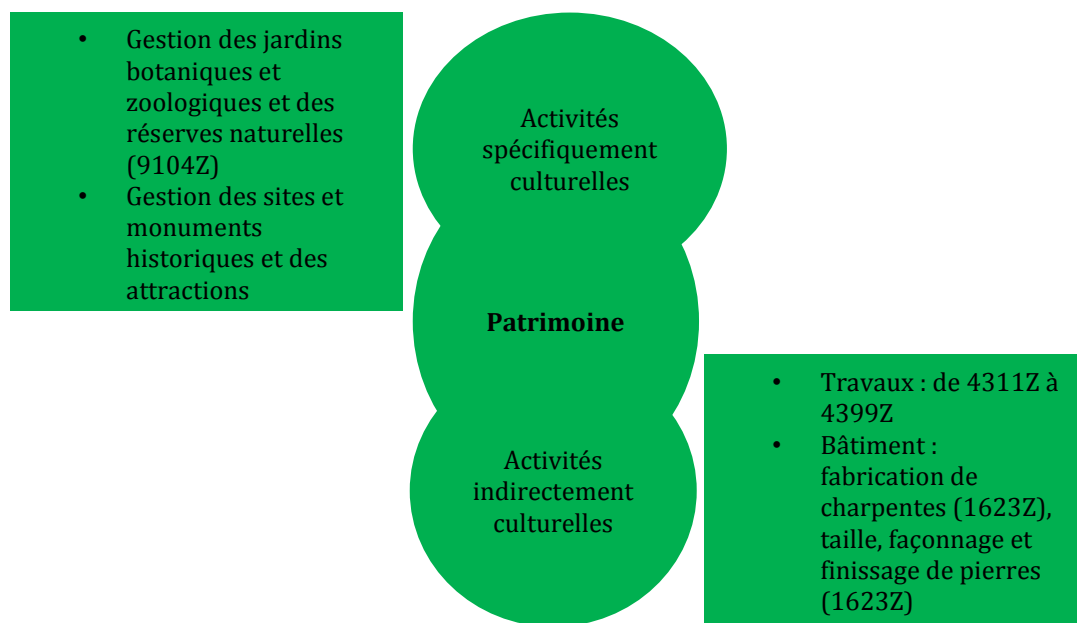 • Gestion des jardins
botaniques et
zoologiques et des
réserves naturelles
(9104Z)
• Gestion des sites et
monuments
historiques et des
attractions
Activités
spécifiquement
culturelles
Patrimoine
Activités
indirectement
culturelles
• Travaux : de 4311Z à
4399Z
• Bâtiment :
fabrication de
charpentes (1623Z),
taille, façonnage et
finissage de pierres
(1623Z)